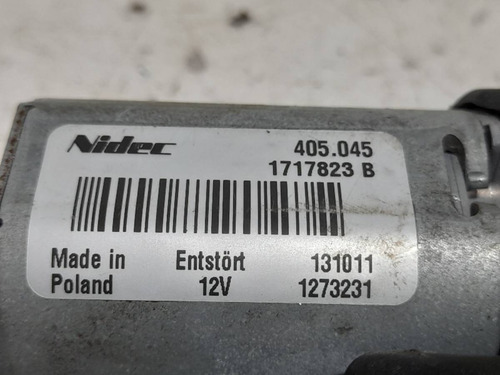 Nidec 405.045
1717823 B
Made in Entstört 131011
Poland 12V 1273231